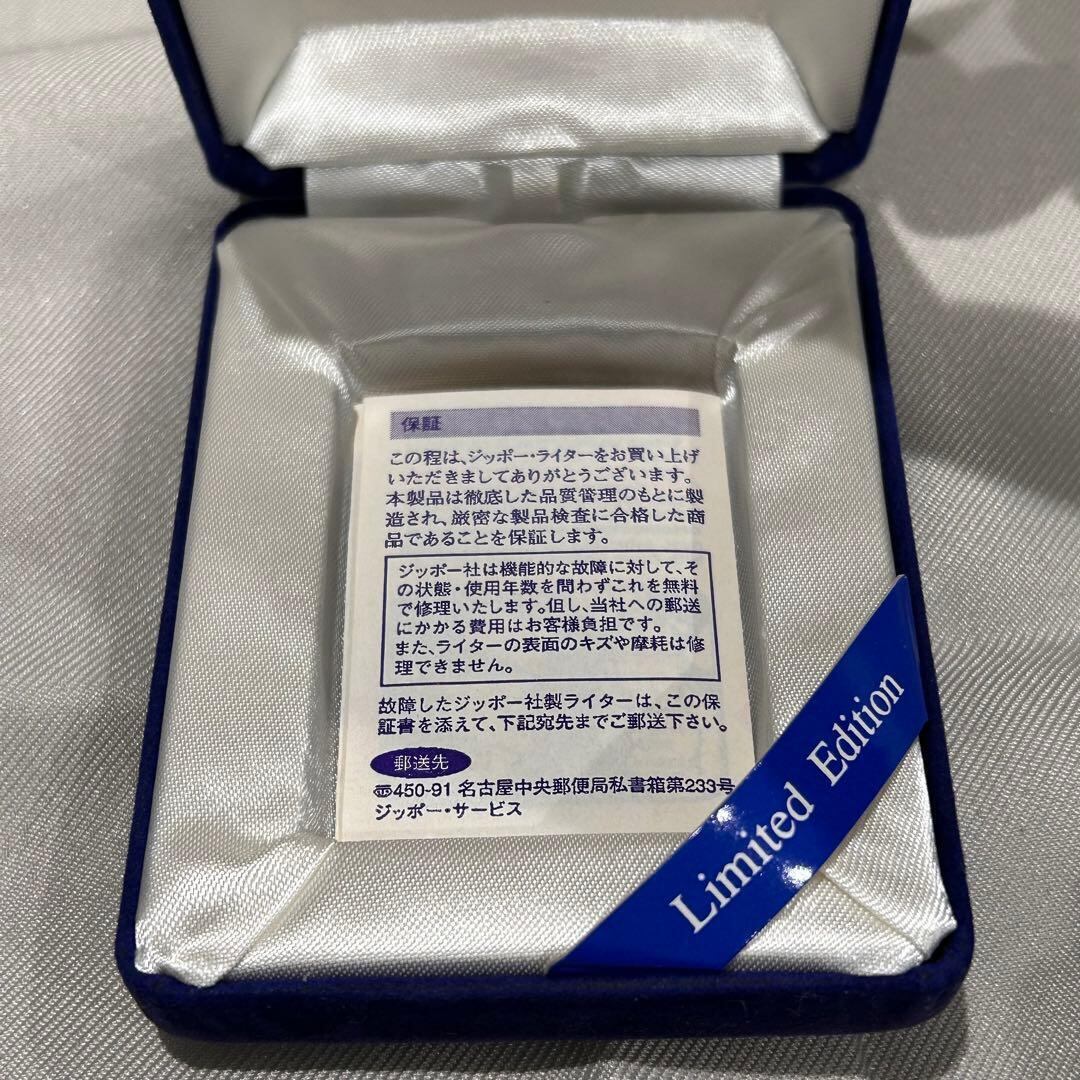 保証
この程は、ジッポー・ライターをお買い上げ
いただきましてありがとうございます。
本製品は徹底した品質管理のもとに製
造され、厳密な製品検査に合格した商
品であることを保証します。
ジッポー社は機能的な故障に対して、そ
の状態・使用年数を問わずこれを無料
で修理いたします。但し、当社への郵送
にかかる費用はお客様負担です。
また、ライターの表面のキズや摩耗は修
理できません。
故障したジッポー社製ライターは、この保
証書を添えて、下記宛先までご郵送下さい。
郵送先
〠450-91 名古屋中央郵便局私書箱第233号
ジッポー・サービス
Limited Edition